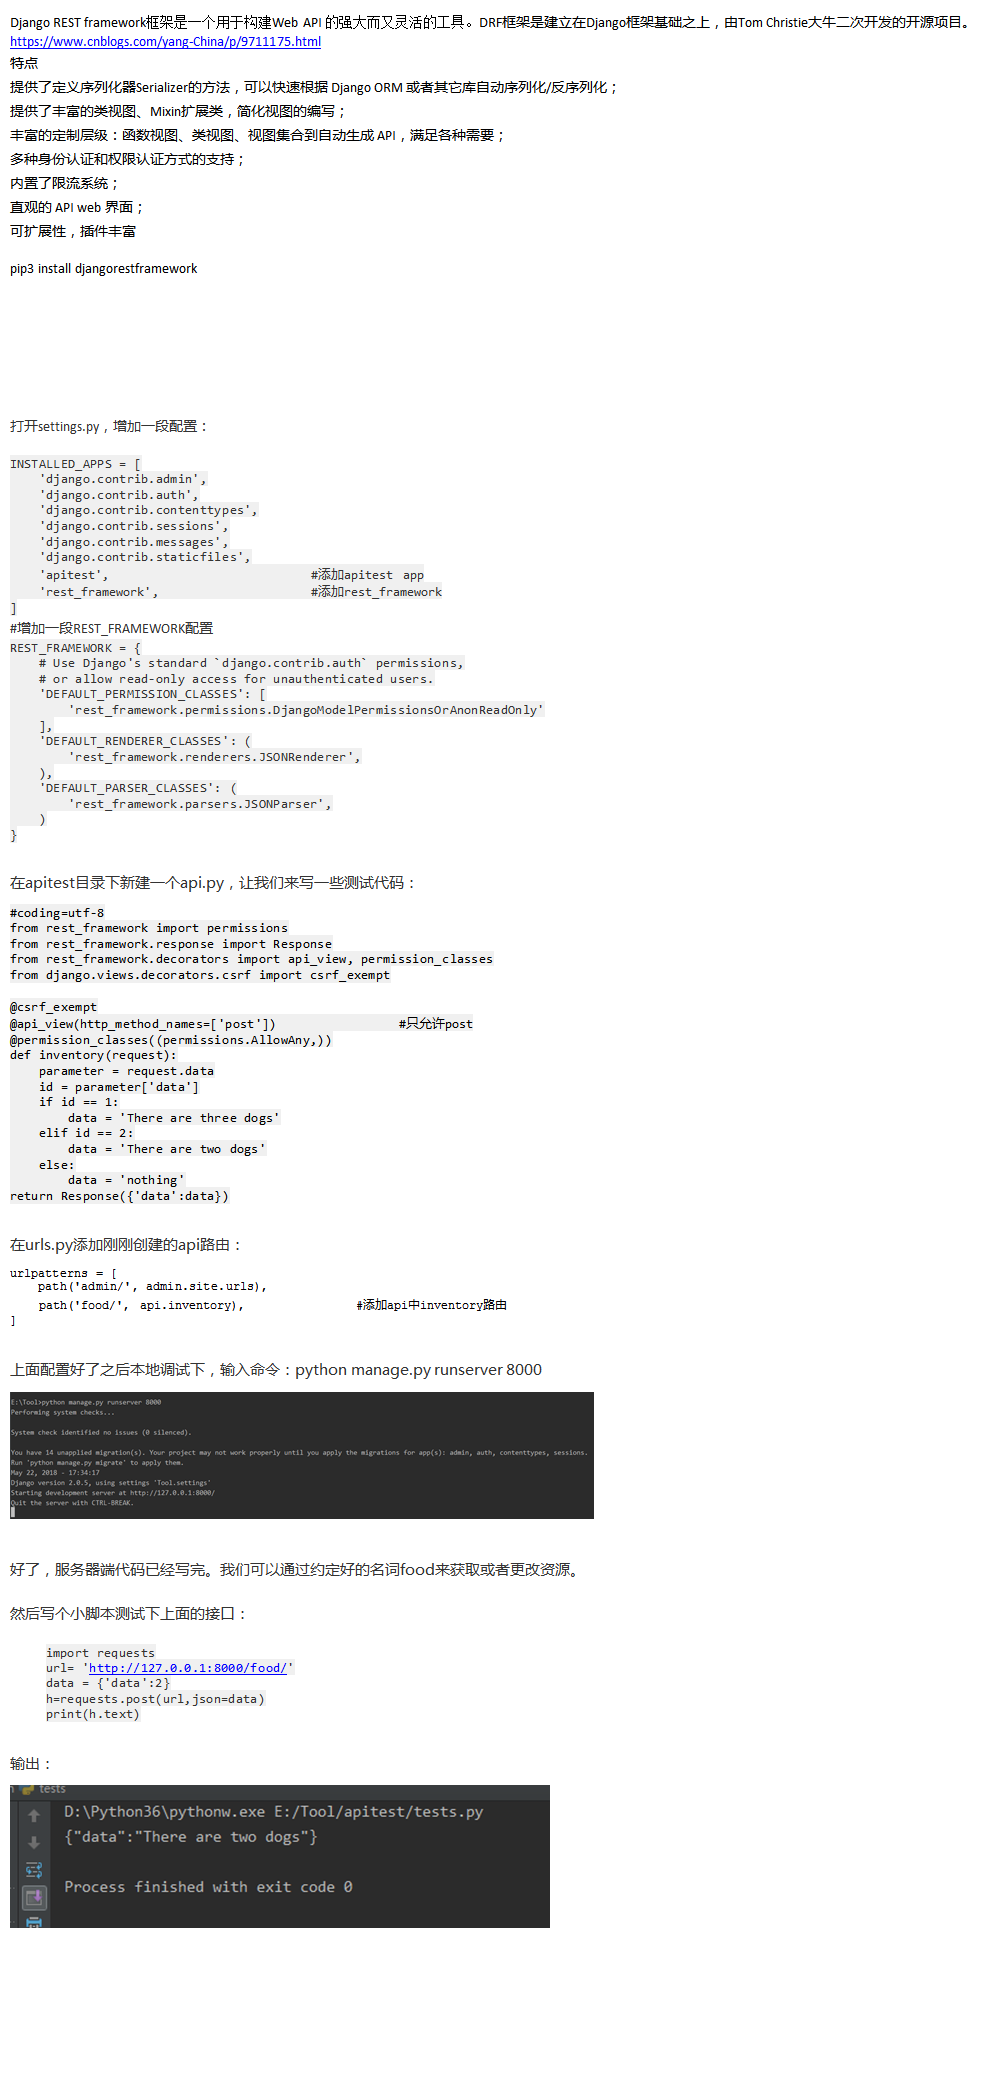 Django REST framework框架是一个用于构建Web API 的强大而又灵活的工具。DRF框架是建立在Django框架基础之上，由Tom Christie大牛二次开发的开源项目。
https://www.cnblogs.com/yang-China/p/9711175.html
特点
提供了定义序列化器Serializer的方法，可以快速根据 Django ORM 或者其它库自动序列化/反序列化；
提供了丰富的类视图、Mixin扩展类，简化视图的编写；
丰富的定制层级：函数视图、类视图、视图集合到自动生成 API，满足各种需要；
多种身份认证和权限认证方式的支持；
内置了限流系统；
直观的 API web 界面；
可扩展性，插件丰富
pip3 install djangorestframework
打开settings.py，增加一段配置：
INSTALLED_APPS = [
    'django.contrib.admin',
    'django.contrib.auth',
    'django.contrib.contenttypes',
    'django.contrib.sessions',
    'django.contrib.messages',
    'django.contrib.staticfiles',
    'apitest',                            #添加apitest app
    'rest_framework',                     #添加rest_framework
]
#增加一段REST_FRAMEWORK配置
REST_FRAMEWORK = {
    # Use Django's standard `django.contrib.auth` permissions,
    # or allow read-only access for unauthenticated users.
    'DEFAULT_PERMISSION_CLASSES': [
        'rest_framework.permissions.DjangoModelPermissionsOrAnonReadOnly'
    ],
    'DEFAULT_RENDERER_CLASSES': (
        'rest_framework.renderers.JSONRenderer',
    ),
    'DEFAULT_PARSER_CLASSES': (
        'rest_framework.parsers.JSONParser',
    )
}
在apitest目录下新建一个api.py，让我们来写一些测试代码：
#coding=utf-8
from rest_framework import permissions
from rest_framework.response import Response
from rest_framework.decorators import api_view, permission_classes
from django.views.decorators.csrf import csrf_exempt
@csrf_exempt
@api_view(http_method_names=['post'])                 #只允许post
@permission_classes((permissions.AllowAny,))
def inventory(request):
    parameter = request.data
    id = parameter['data']
    if id == 1:
        data = 'There are three dogs'
    elif id == 2:
        data = 'There are two dogs'
    else:
        data = 'nothing'
return Response({'data':data})
在urls.py添加刚刚创建的api路由：
urlpatterns = [
    path('admin/', admin.site.urls),
    path('food/', api.inventory),                #添加api中inventory路由
]
上面配置好了之后本地调试下，输入命令：python manage.py runserver 8000
E:\Tool>python manage.py runserver 8000
Performing system checks...
System check identified no issues (0 silenced).
You have 14 unapplied migration(s). Your project may not work properly until you apply the migrations for app(s): admin, auth, contenttypes, sessions.
Run 'python manage.py migrate' to apply them.
May 22, 2018 - 17:34:17
Django version 2.0.5, using settings 'Tool.settings'
Starting development server at http://127.0.0.1:8000/
Quit the server with CTRL-BREAK.
好了，服务器端代码已经写完。我们可以通过约定好的名词food来获取或者更改资源。
然后写个小脚本测试下上面的接口：
import requests
url= 'http://127.0.0.1:8000/food/'
data = {'data':2}
h=requests.post(url,json=data)
print(h.text)
输出：
tests
D:\Python36\pythonw.exe E:/Tool/apitest/tests.py
{"data":"There are two dogs"}
Process finished with exit code 0